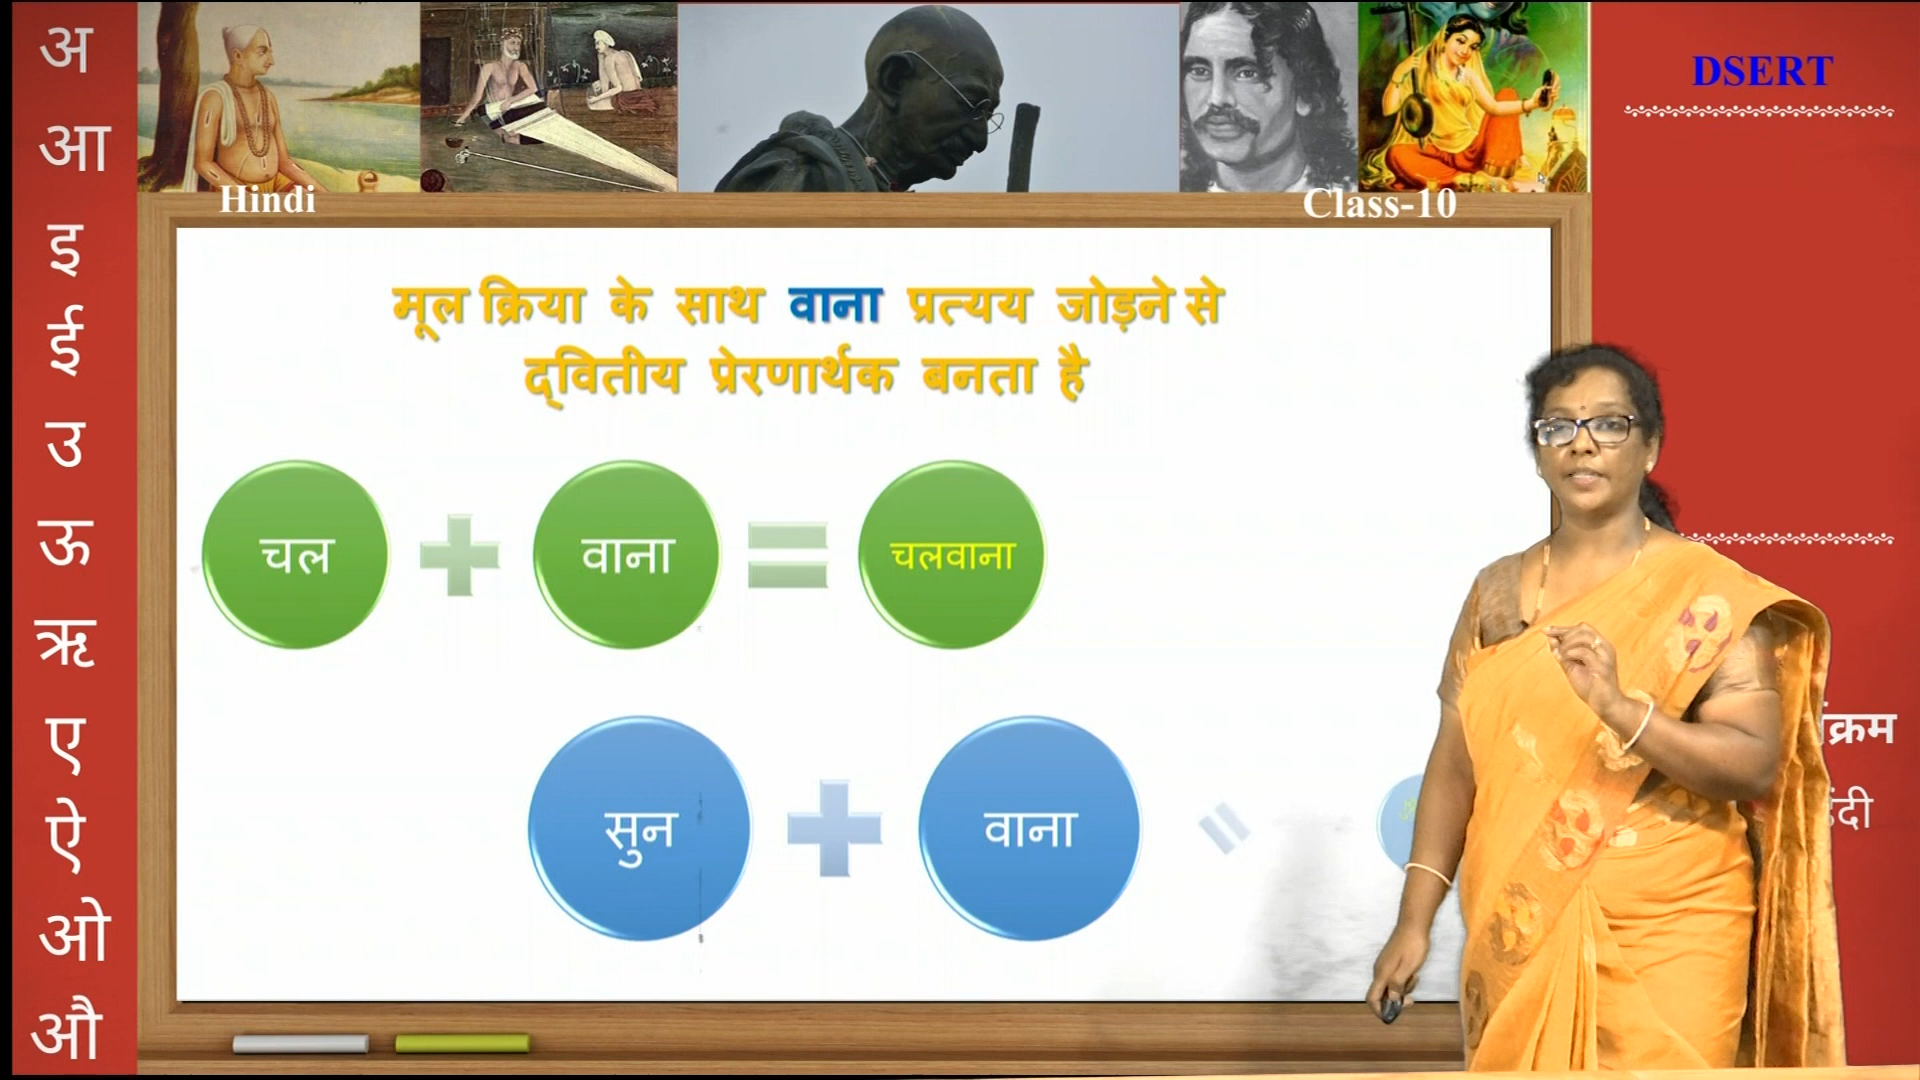 अ
आ
इ
ई
उ
ऊ
ऋ
ए
ऐ
ओ
औ
Hindi
Class-10
DSERT
मूल क्रिया के साथ वाना प्रत्यय जोड़ने से
द्वितीय प्रेरणार्थक बनता है
चल वाना = चलवाना
सुन + वाना =